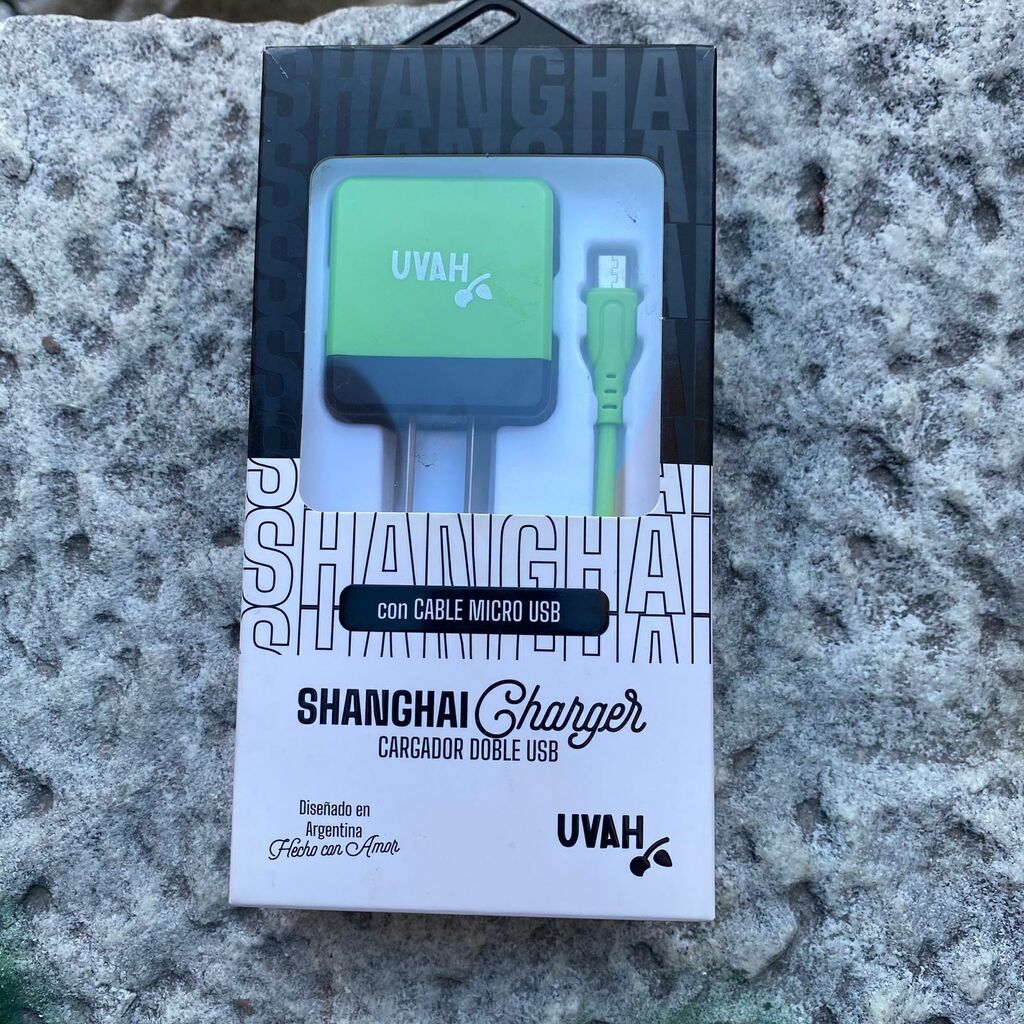 SHANGHAI
UVAH
SHANGHAI
con CABLE MICRO USB
SHANGHAI Charger
CARGADOR DOBLE USB
Diseñado en
Argentina
Hecho con Amor
UVAH